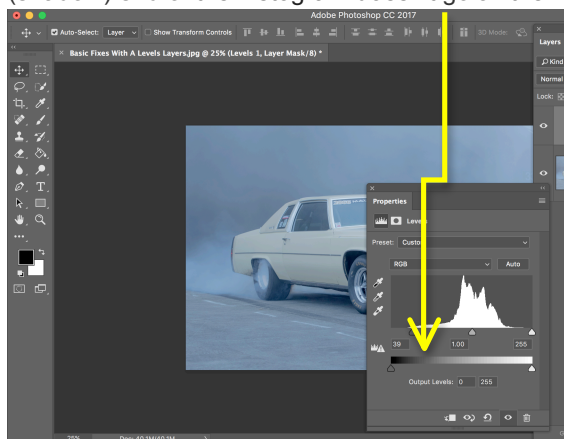 Adobe Photoshop CC 2017
Auto-Select: Layer Show Transform Controls 3D Mode:
× Basic Fixes With A Levels Layers.jpg @ 25% (Levels 1, Layer Mask/8) *
Layers
Kind
Normal
Lock:
Properties
Levels
Preset: Custom
RGB Auto
39 1.00 255
Output Levels: 0 255
25%